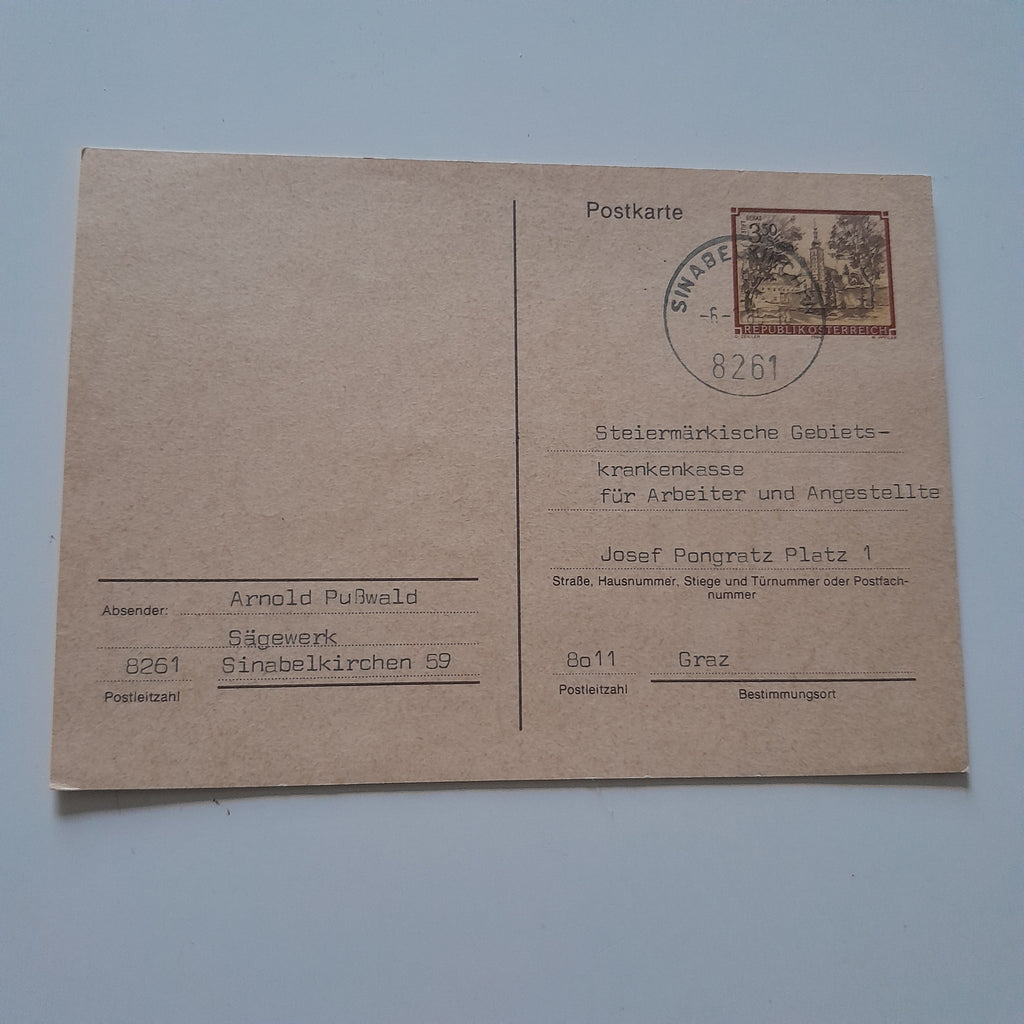 Postkarte
3 50
REPUBLIK ÖSTERREICH
-6-
8261
Steiermärkische Gebiets-
krankenkasse
für Arbeiter und Angestellte
Josef Pongratz Platz 1
Straße, Hausnummer, Stiege und Türnummer oder Postfach-
nummer
8o11 Graz
Postleitzahl Bestimmungsort
Absender: Arnold Pußwald
Sägewerk
8261 Sinabelkirchen 59
Postleitzahl